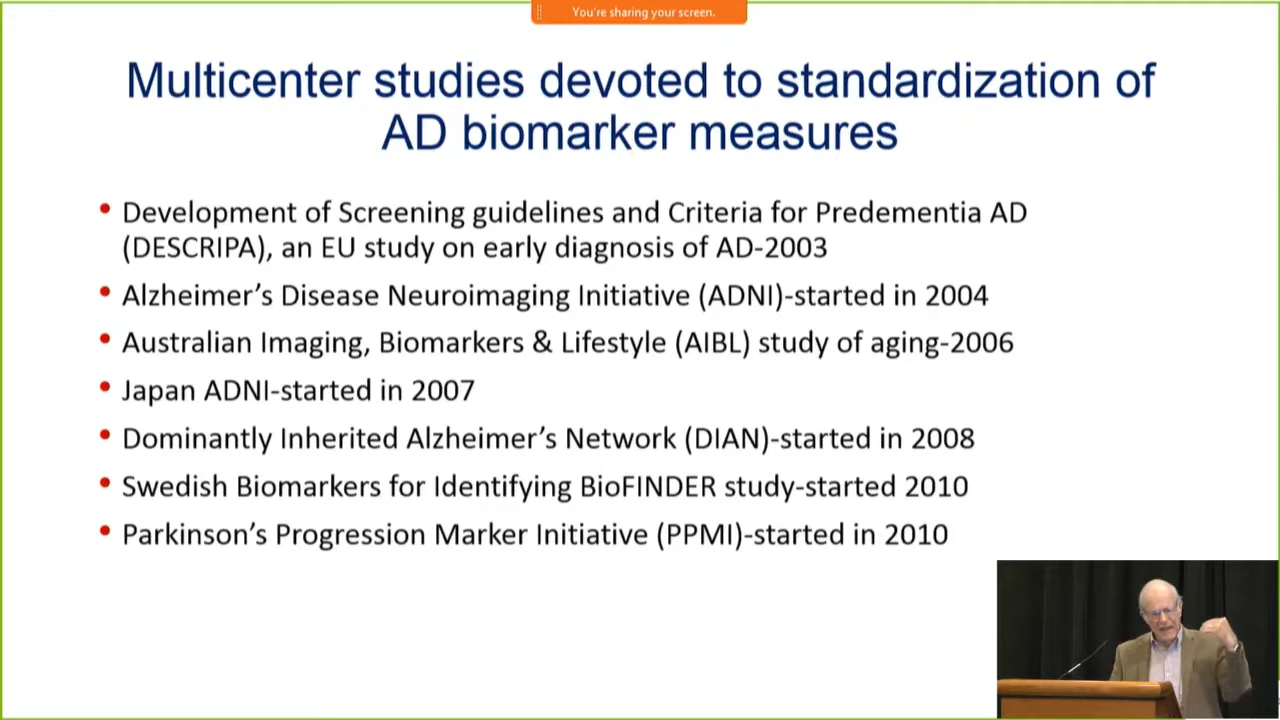 You're sharing your screen.
Multicenter studies devoted to standardization of
AD biomarker measures
• Development of Screening guidelines and Criteria for Predementia AD
(DESCRIPA), an EU study on early diagnosis of AD-2003
• Alzheimer’s Disease Neuroimaging Initiative (ADNI)-started in 2004
• Australian Imaging, Biomarkers & Lifestyle (AIBL) study of aging-2006
• Japan ADNI-started in 2007
• Dominantly Inherited Alzheimer’s Network (DIAN)-started in 2008
• Swedish Biomarkers for Identifying BioFINDER study-started 2010
• Parkinson’s Progression Marker Initiative (PPMI)-started in 2010